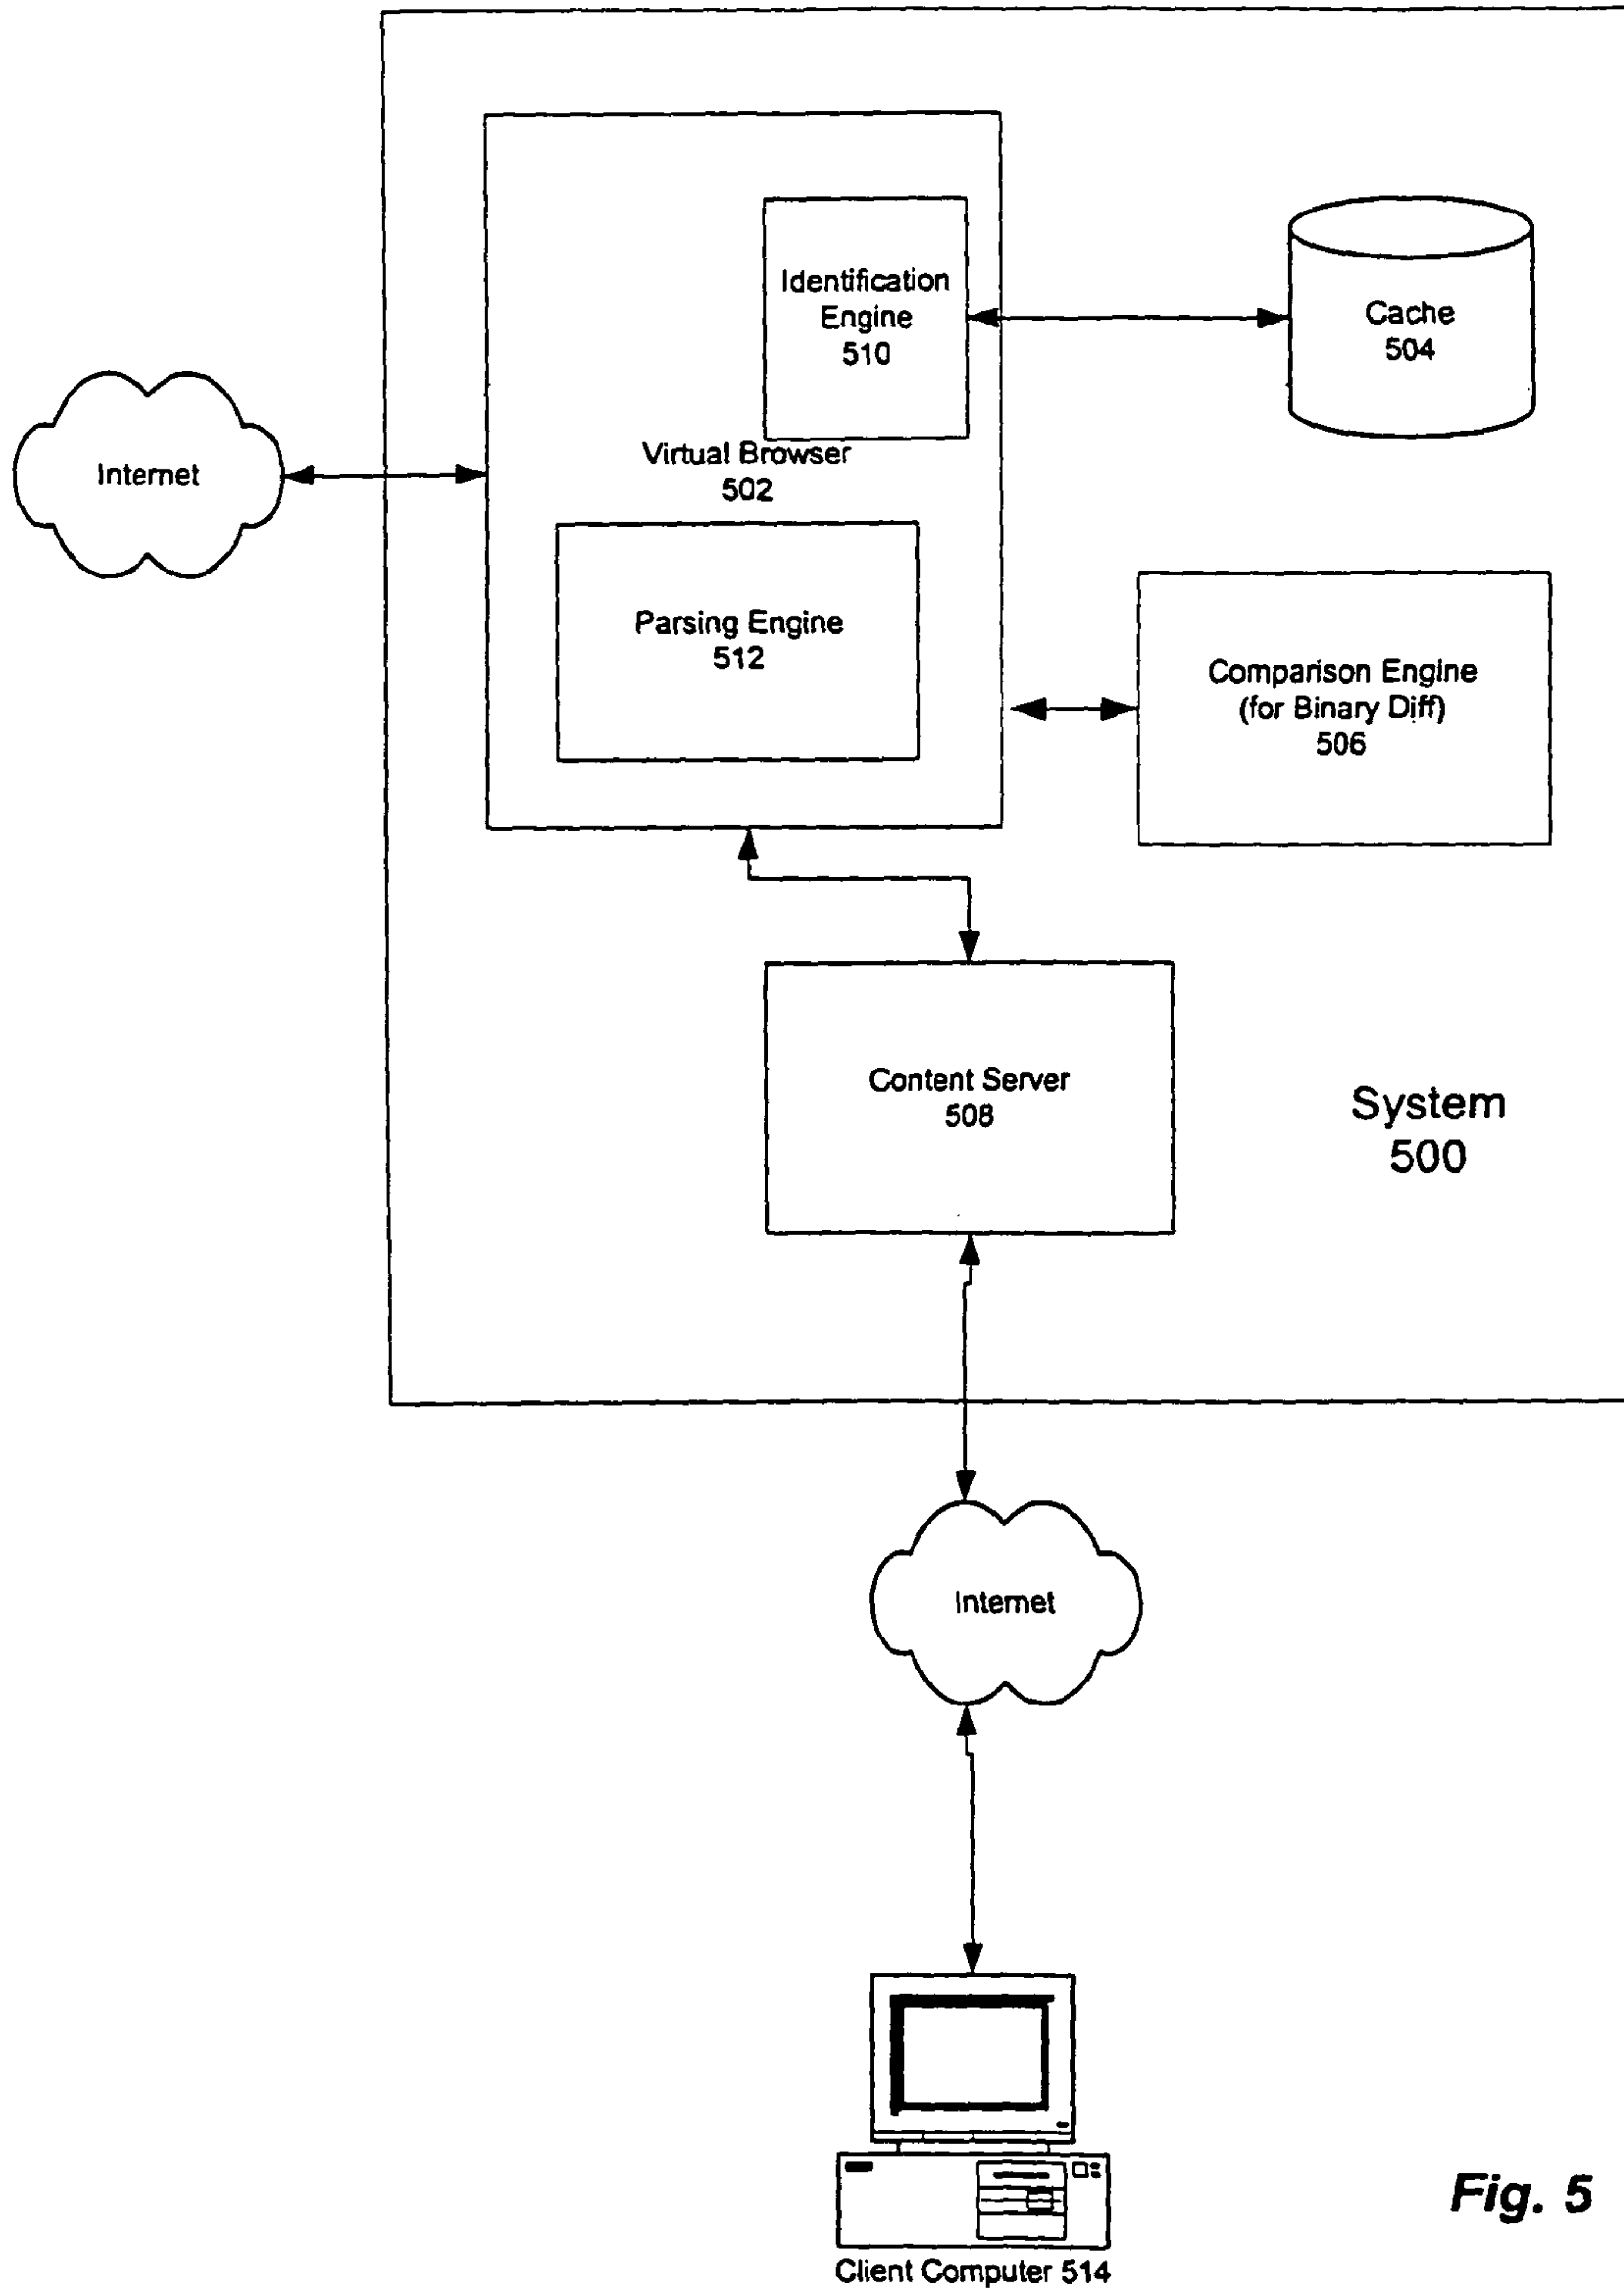 Identification
Engine
510
Cache
504
Internet
Virtual Browser
502
Parsing Engine
512
Comparison Engine
(for Binary Diff)
506
Content Server
508
System
500
Internet
Fig. 5
Client Computer 514